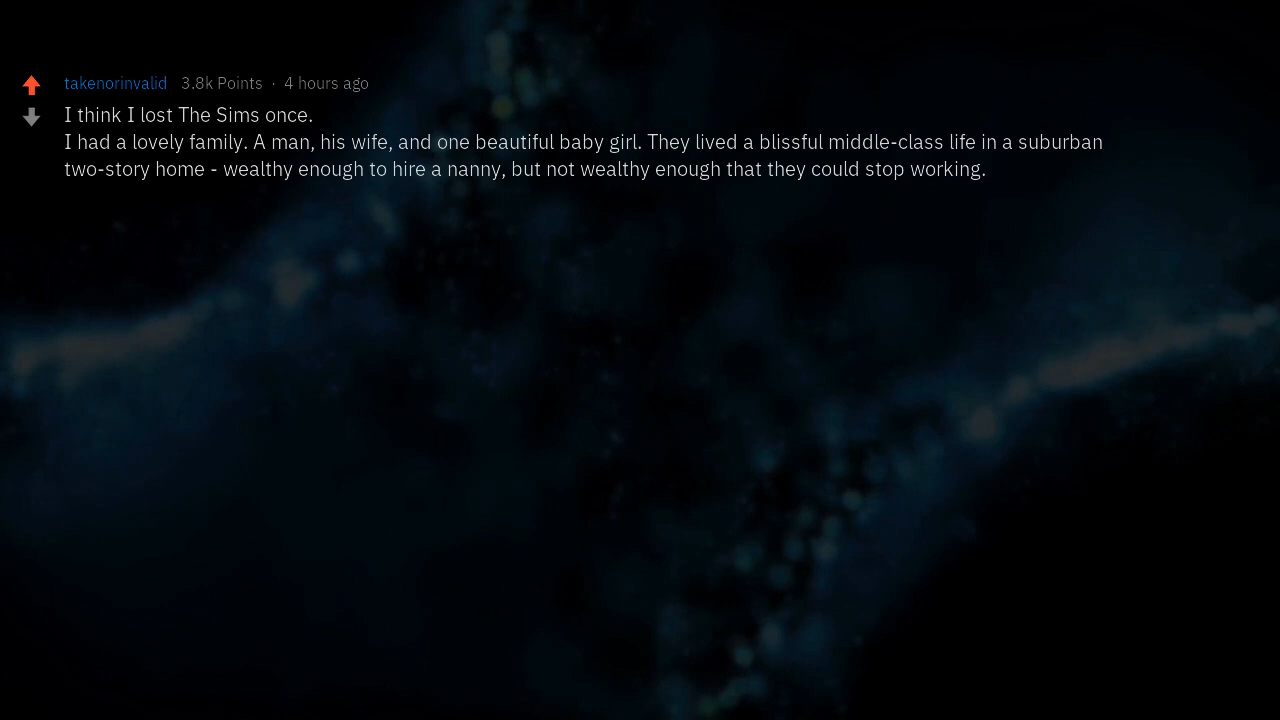 takenorinvalid 3.8k Points · 4 hours ago
I think I lost The Sims once.
I had a lovely family. A man, his wife, and one beautiful baby girl. They lived a blissful middle-class life in a suburban
two-story home - wealthy enough to hire a nanny, but not wealthy enough that they could stop working.